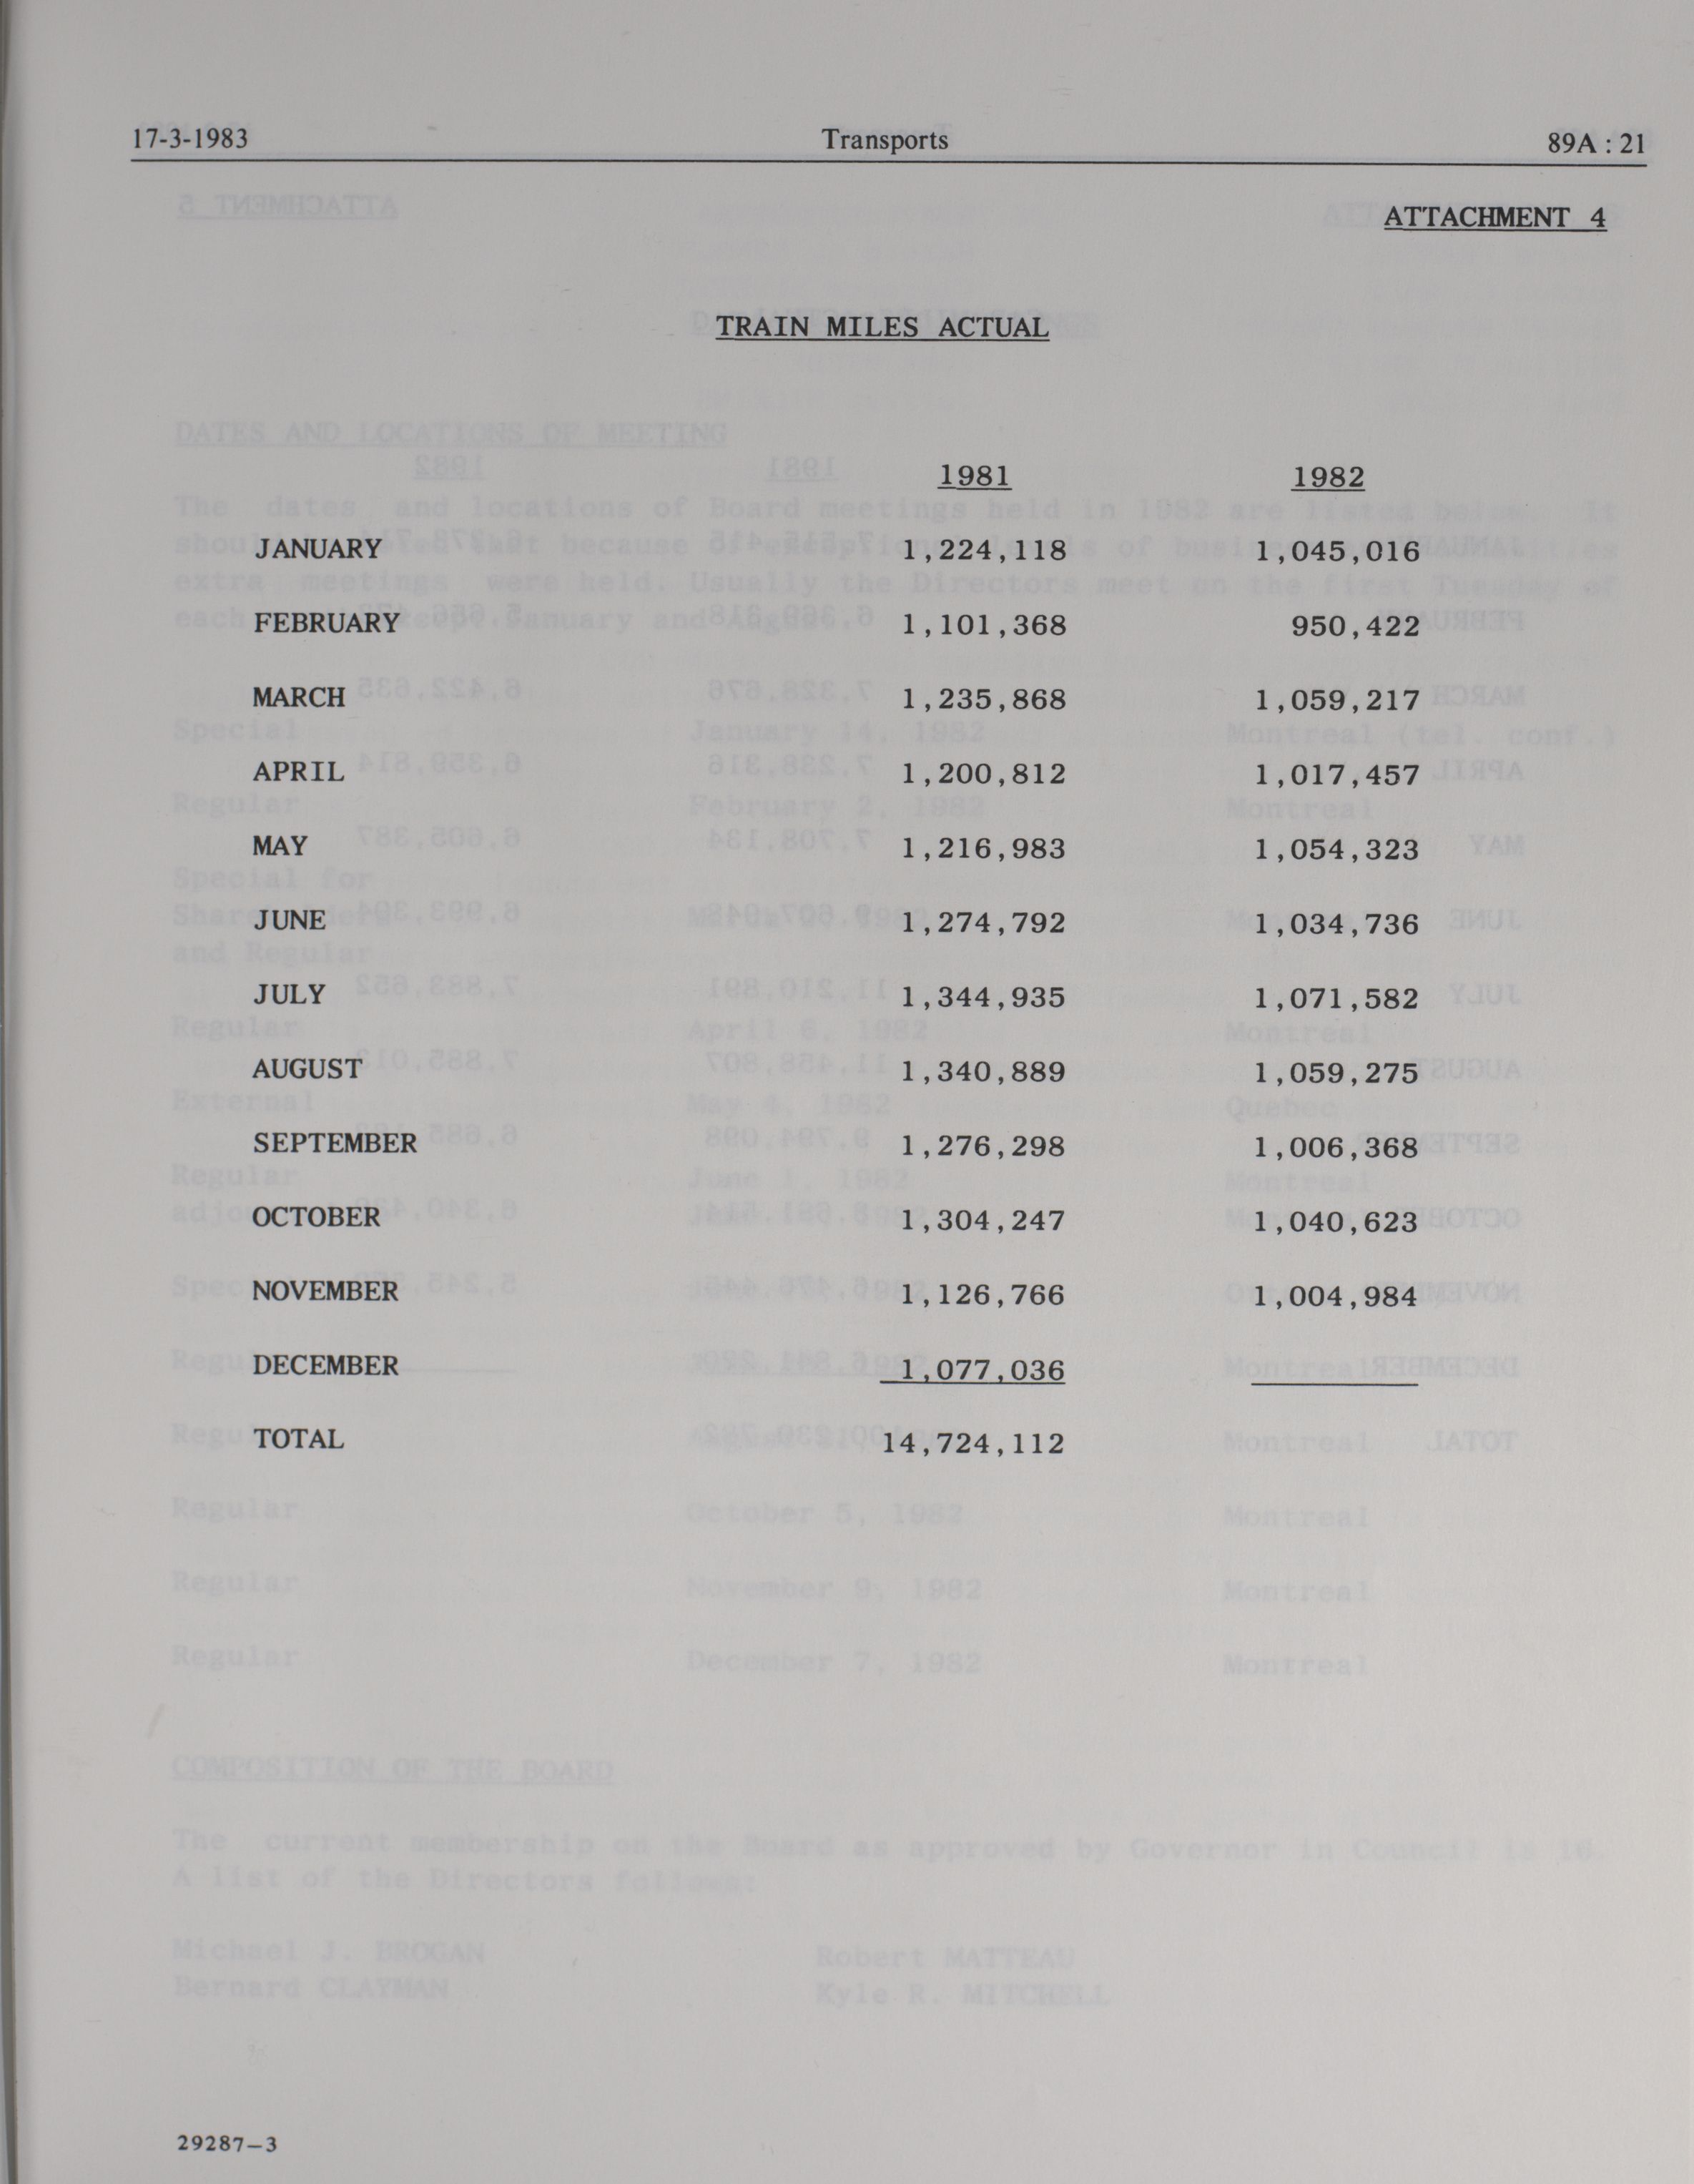 17-3-1983 Transports 89A : 21
ATTACHMENT 4
TRAIN MILES ACTUAL
1981 1982
JANUARY 1,224,118 1,045,016
FEBRUARY 1,101,368 950,422
MARCH 1,235,868 1,059,217
APRIL 1,200,812 1,017,457
MAY 1,216,983 1,054,323
JUNE 1,274,792 1,034,736
JULY 1,344,935 1,071,582
AUGUST 1,340,889 1,059,275
SEPTEMBER 1,276,298 1,006,368
OCTOBER 1,304,247 1,040,623
NOVEMBER 1,126,766 1,004,984
DECEMBER 1,077,036
TOTAL 14,724,112
29287—3